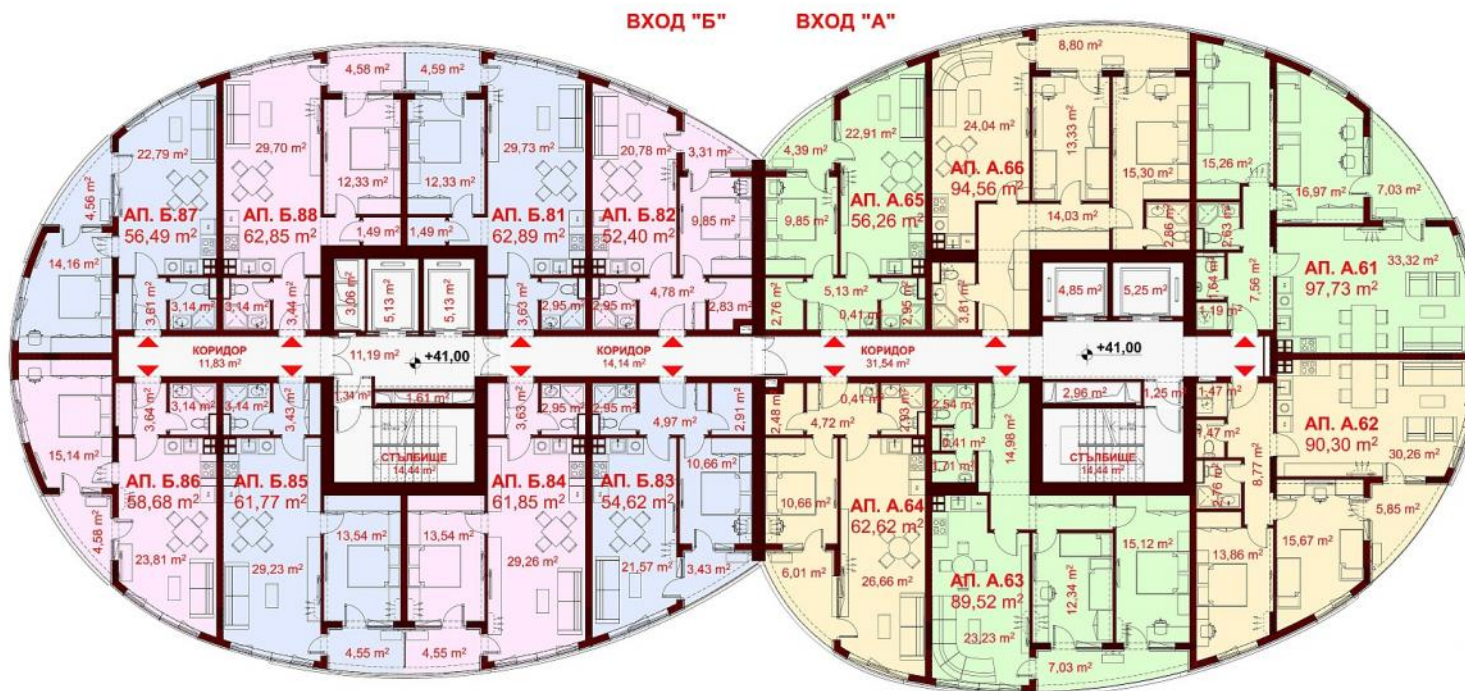 ВХОД "Б" ВХОД "А"
4,58 m²
4,59 m²
8,80 m²
22,79 m²
29,70 m²
12,33 m²
12,33 m²
29,73 m²
20,78 m²
3,31 m²
4,39 m²
22,91 m²
24,04 m²
13,33 m²
15,30 m²
15,26 m²
16,97 m²
7,03 m²
4,56 m²
АП. Б.87
56,49 m²
АП. Б.88
62,85 m²
1,49 m²
1,49 m²
АП. Б.81
62,89 m²
АП. Б.82
52,40 m²
9,85 m²
9,85 m²
АП. А.65
56,26 m²
АП. А.66
94,56 m²
14,03 m²
2,86 m²
2,63 m²
33,32 m²
АП. А.61
97,73 m²
14,16 m²
3,61 m²
3,14 m²
3,14 m²
3,44 m²
3,06 m²
5,13 m²
5,13 m²
3,63 m²
2,95 m²
2,95 m²
4,78 m²
2,83 m²
2,76 m²
5,13 m²
0,41 m²
2,95 m²
3,81 m²
4,85 m²
5,25 m²
1,64 m²
1,19 m²
7,56 m²
КОРИДОР
11,83 m²
11,19 m²
+41,00
КОРИДОР
14,14 m²
КОРИДОР
31,54 m²
+41,00
3,64 m²
3,14 m²
3,14 m²
3,43 m²
1,34 m²
1,61 m²
3,63 m²
2,95 m²
2,95 m²
4,97 m²
2,91 m²
2,48 m²
4,72 m²
0,41 m²
2,93 m²
2,54 m²
0,41 m²
1,71 m²
14,98 m²
2,96 m²
1,25 m²
1,47 m²
1,47 m²
2,76 m²
8,77 m²
АП. А.62
90,30 m²
30,26 m²
15,14 m²
АП. Б.86
58,68 m²
АП. Б.85
61,77 m²
СТЪЛБИЩЕ
14,44 m²
АП. Б.84
61,85 m²
АП. Б.83
54,62 m²
10,66 m²
10,66 m²
АП. А.64
62,62 m²
СТЪЛБИЩЕ
14,44 m²
4,58 m²
23,81 m²
29,23 m²
13,54 m²
13,54 m²
29,26 m²
21,57 m²
3,43 m²
6,01 m²
26,66 m²
АП. А.63
89,52 m²
23,23 m²
12,34 m²
15,12 m²
13,86 m²
15,67 m²
5,85 m²
4,55 m²
4,55 m²
7,03 m²